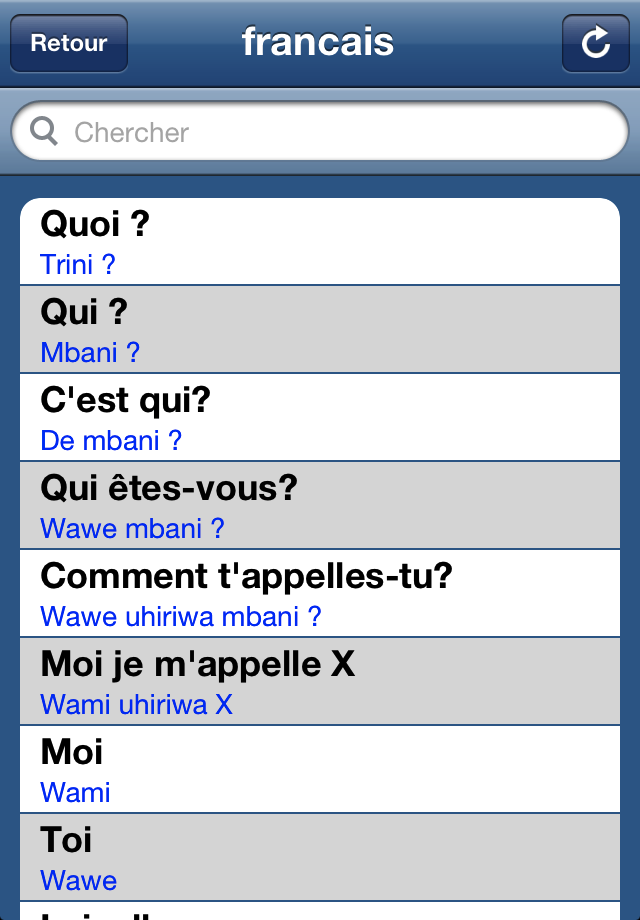 Retour
francais
Chercher
Quoi ?
Trini ?
Qui ?
Mbani ?
C'est qui?
De mbani ?
Qui êtes-vous?
Wawe mbani ?
Comment t'appelles-tu?
Wawe uhiriwa mbani ?
Moi je m'appelle X
Wami uhiriwa X
Moi
Wami
Toi
Wawe